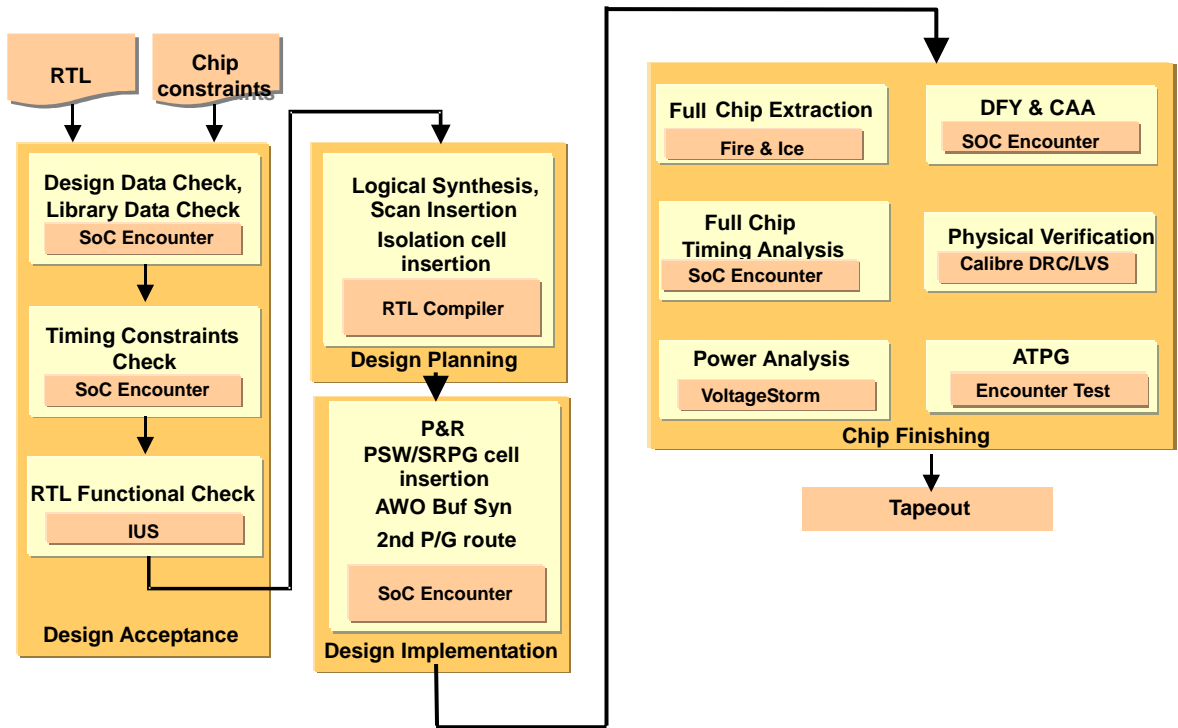 RTL
Chip
constraints
Design Data Check,
Library Data Check
SoC Encounter
Timing Constraints
Check
SoC Encounter
RTL Functional Check
IUS
Design Acceptance
Logical Synthesis,
Scan Insertion
Isolation cell
insertion
RTL Compiler
Design Planning
P&R
PSW/SRPG cell
insertion
AWO Buf Syn
2nd P/G route
SoC Encounter
Design Implementation
Full Chip Extraction
Fire & Ice
DFY & CAA
SOC Encounter
Full Chip
Timing Analysis
SoC Encounter
Physical Verification
Calibre DRC/LVS
Power Analysis
VoltageStorm
ATPG
Encounter Test
Chip Finishing
Tapeout